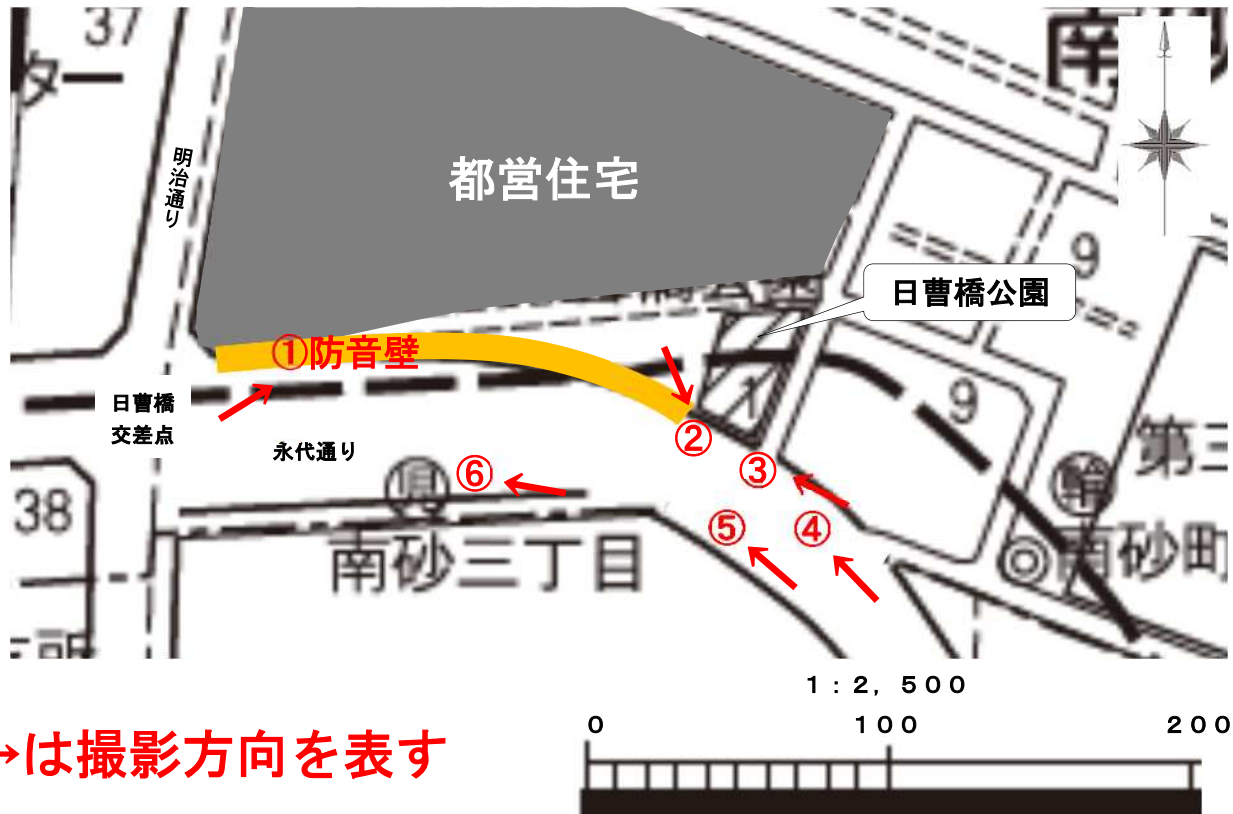 37
ター
明
治
通
り
都営住宅
南砂
9
日曹橋公園
①防音壁
日曹橋
交差点
永代通り
1
②
③
9
第三
⑥
38
⑤
④
南砂三丁目
南砂町
1：2，500
0 100 200
→は撮影方向を表す